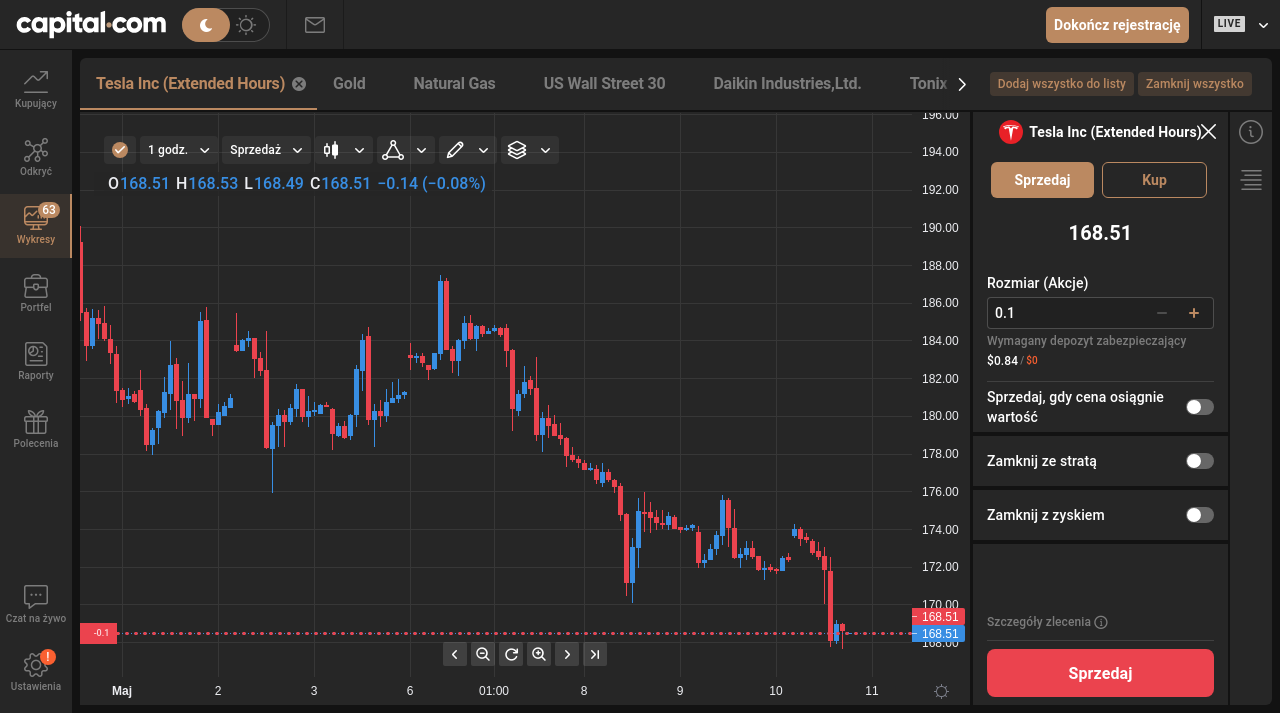 capital.com
Dokończ rejestrację
LIVE
Kupujący
Odkryć
63
Wykresy
Portfel
Raporty
Polecenia
Czat na żywo
!
Ustawienia
Tesla Inc (Extended Hours)
Gold
Natural Gas
US Wall Street 30
Daikin Industries,Ltd.
Tonix
Dodaj wszystko do listy
Zamknij wszystko
1 godz.
Sprzedaż
O168.51 H168.53 L168.49 C168.51 −0.14 (−0.08%)
196.00
194.00
192.00
190.00
188.00
186.00
184.00
182.00
180.00
178.00
176.00
174.00
172.00
170.00
168.51
168.51
168.00
-0.1
Maj 2 3 6 01:00 8 9 10 11
Tesla Inc (Extended Hours)
Sprzedaj
Kup
168.51
Rozmiar (Akcje)
0.1
Wymagany depozyt zabezpieczający
$0.84 / $0
Sprzedaj, gdy cena osiągnie
wartość
Zamknij ze stratą
Zamknij z zyskiem
Szczegóły zlecenia
Sprzedaj